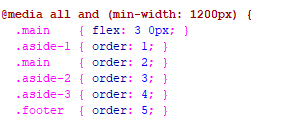 @media all and (min-width: 1200px) {
  .main    { flex: 3 0px; }
  .aside-1 { order: 1; }
  .main    { order: 2; }
  .aside-2 { order: 3; }
  .aside-3 { order: 4; }
  .footer  { order: 5; }